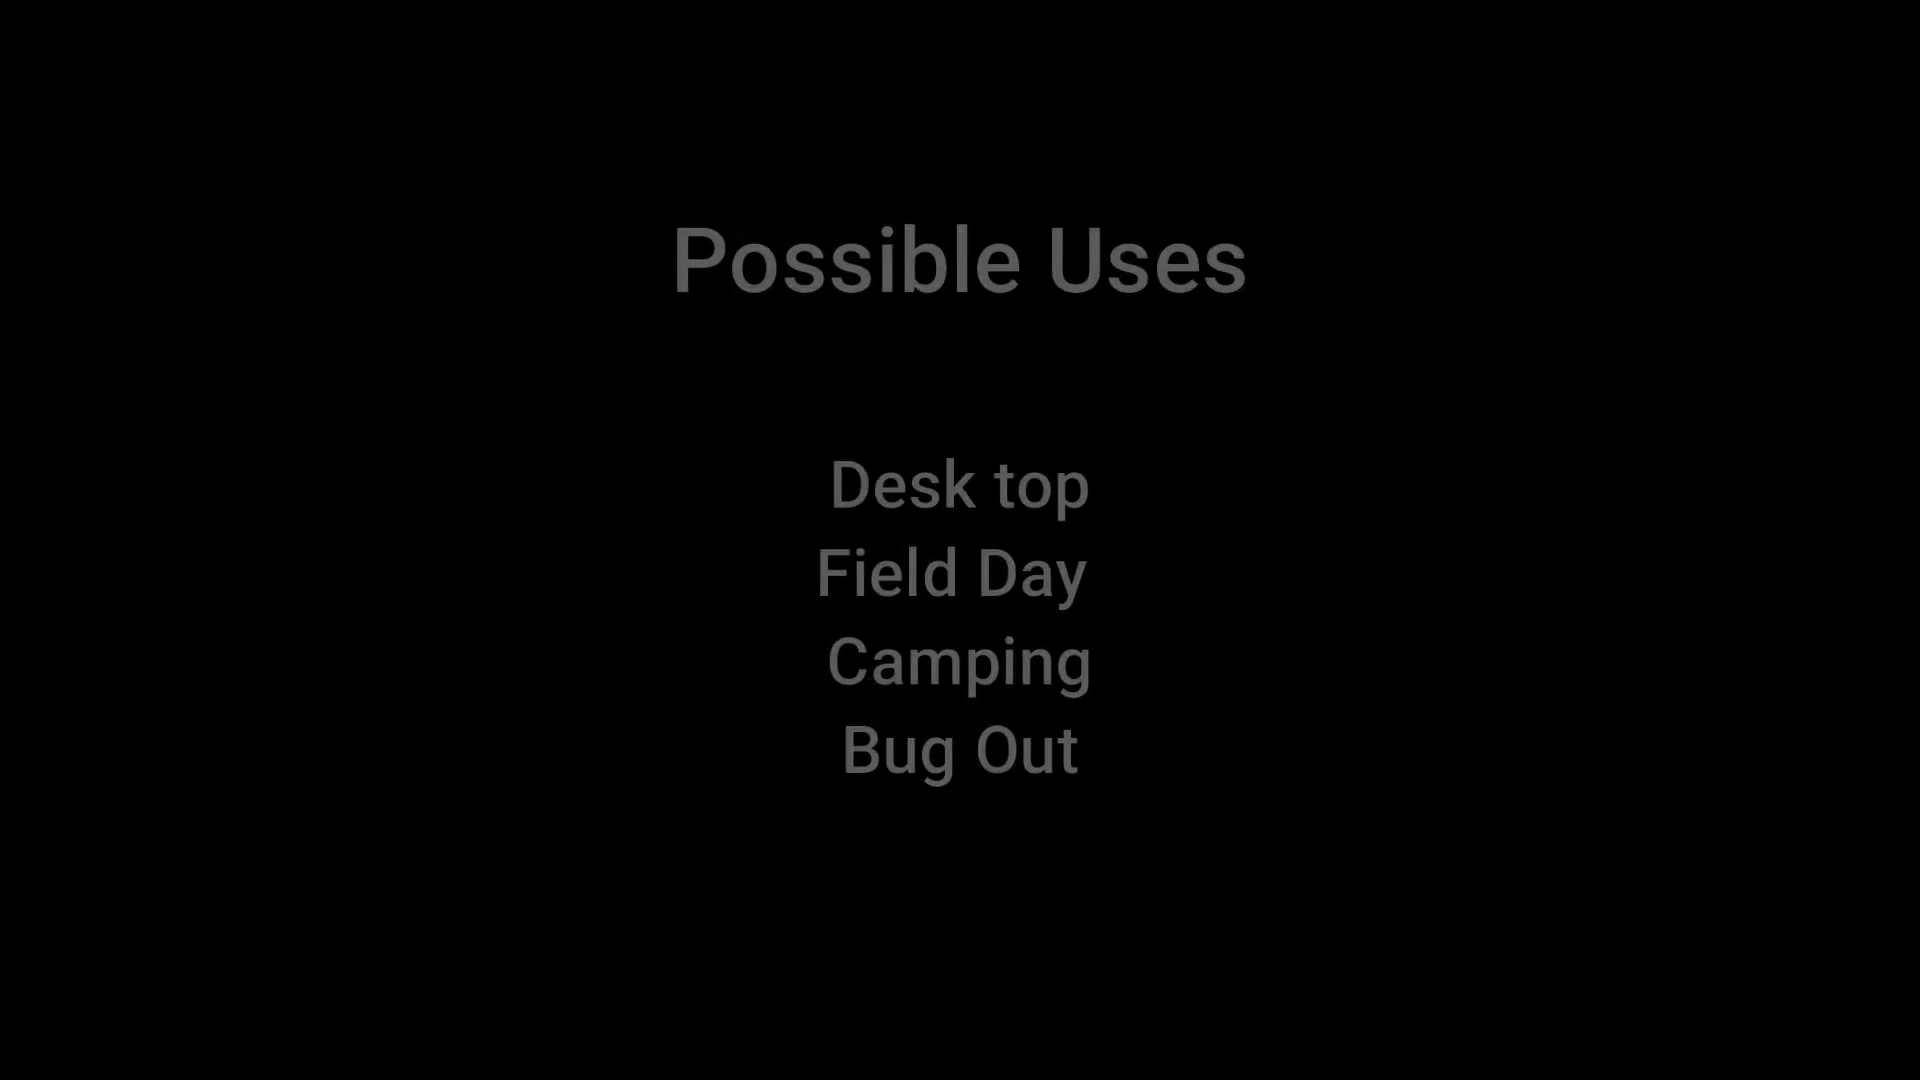 Possible Uses
Desk top
Field Day
Camping
Bug Out